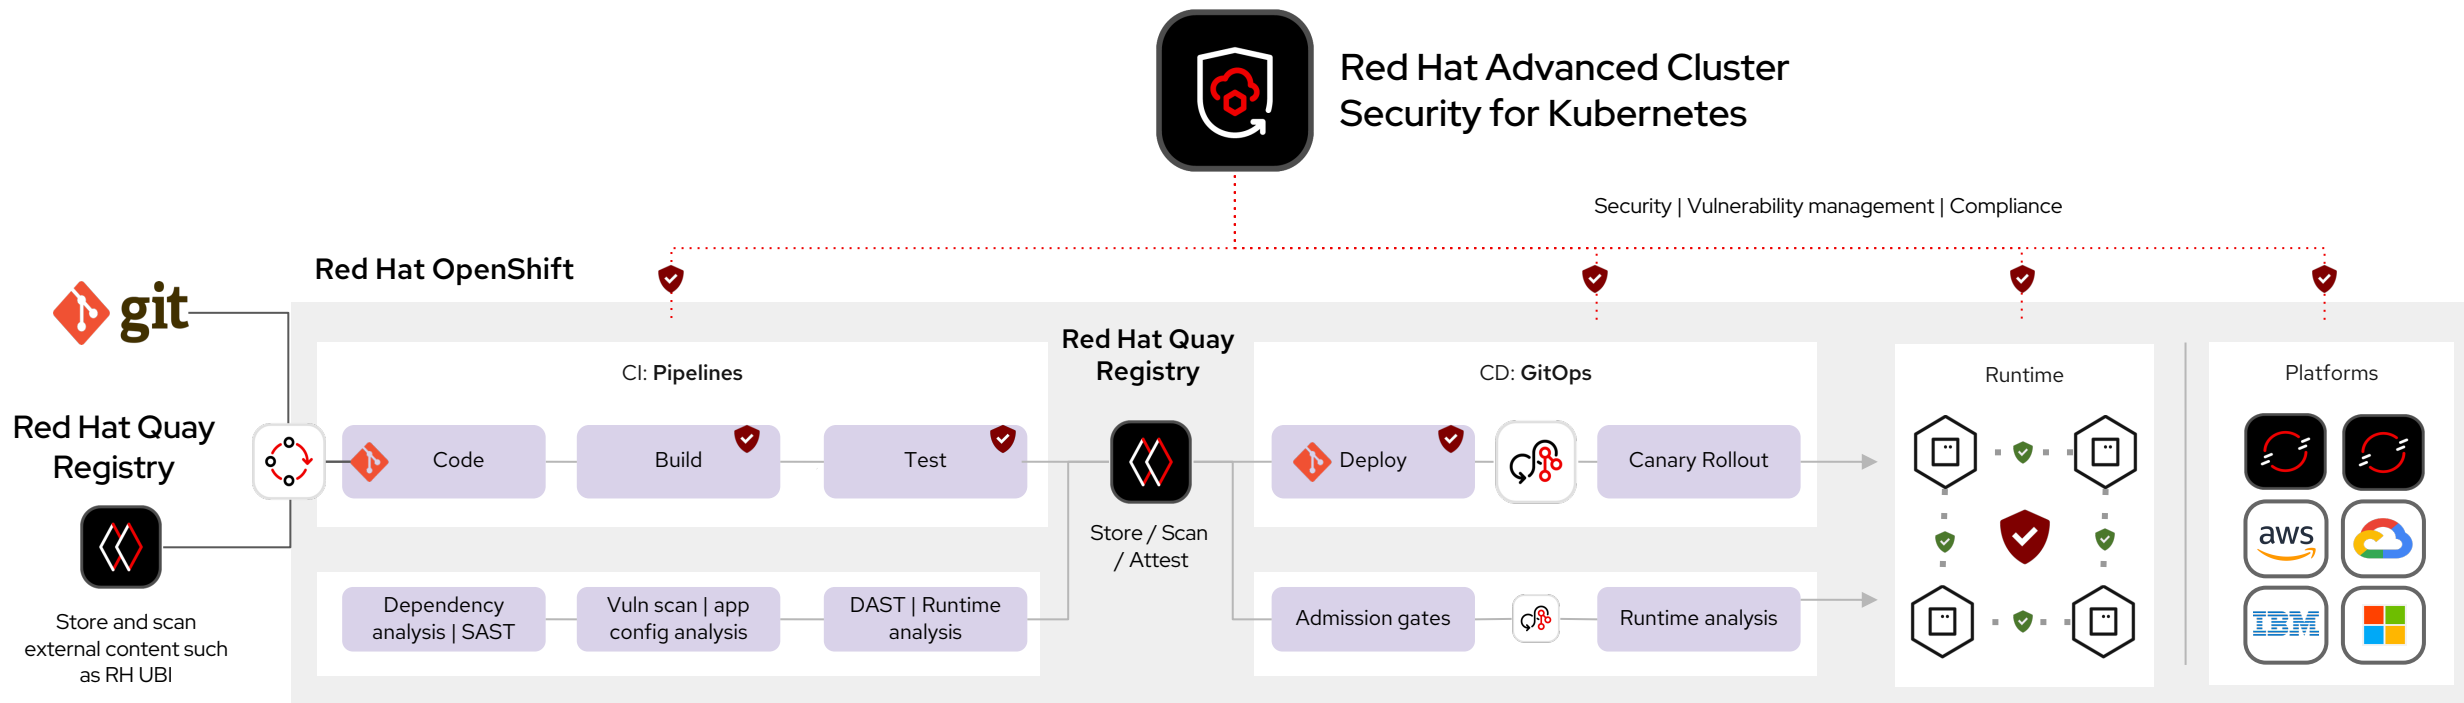 Red Hat Advanced Cluster
Security for Kubernetes
Security | Vulnerability management | Compliance
Red Hat OpenShift
git
Red Hat Quay
Registry
Store and scan
external content such
as RH UBI
CI: Pipelines
Code
Build
Test
Dependency
analysis | SAST
Vuln scan | app
config analysis
DAST | Runtime
analysis
Red Hat Quay
Registry
Store / Scan
/ Attest
CD: GitOps
Deploy
Canary Rollout
Admission gates
Runtime analysis
Runtime
Platforms
aws
IBM